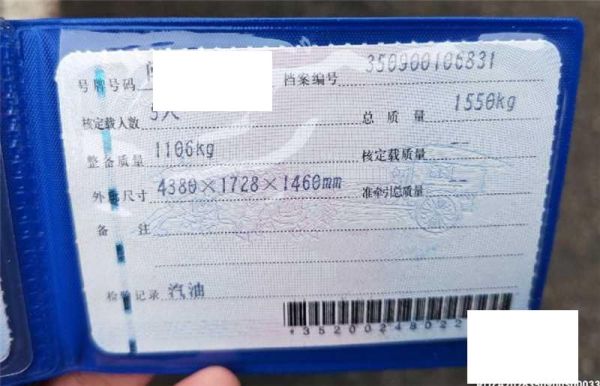 号牌号码 档案编号 350900106831
核定载人数 5人 总质量 1550kg
整备质量 1106kg 核定载质量 --
外廓尺寸 4380×1728×1460mm 准牵引总质量 --
备注
检验记录 汽油
*35200248022